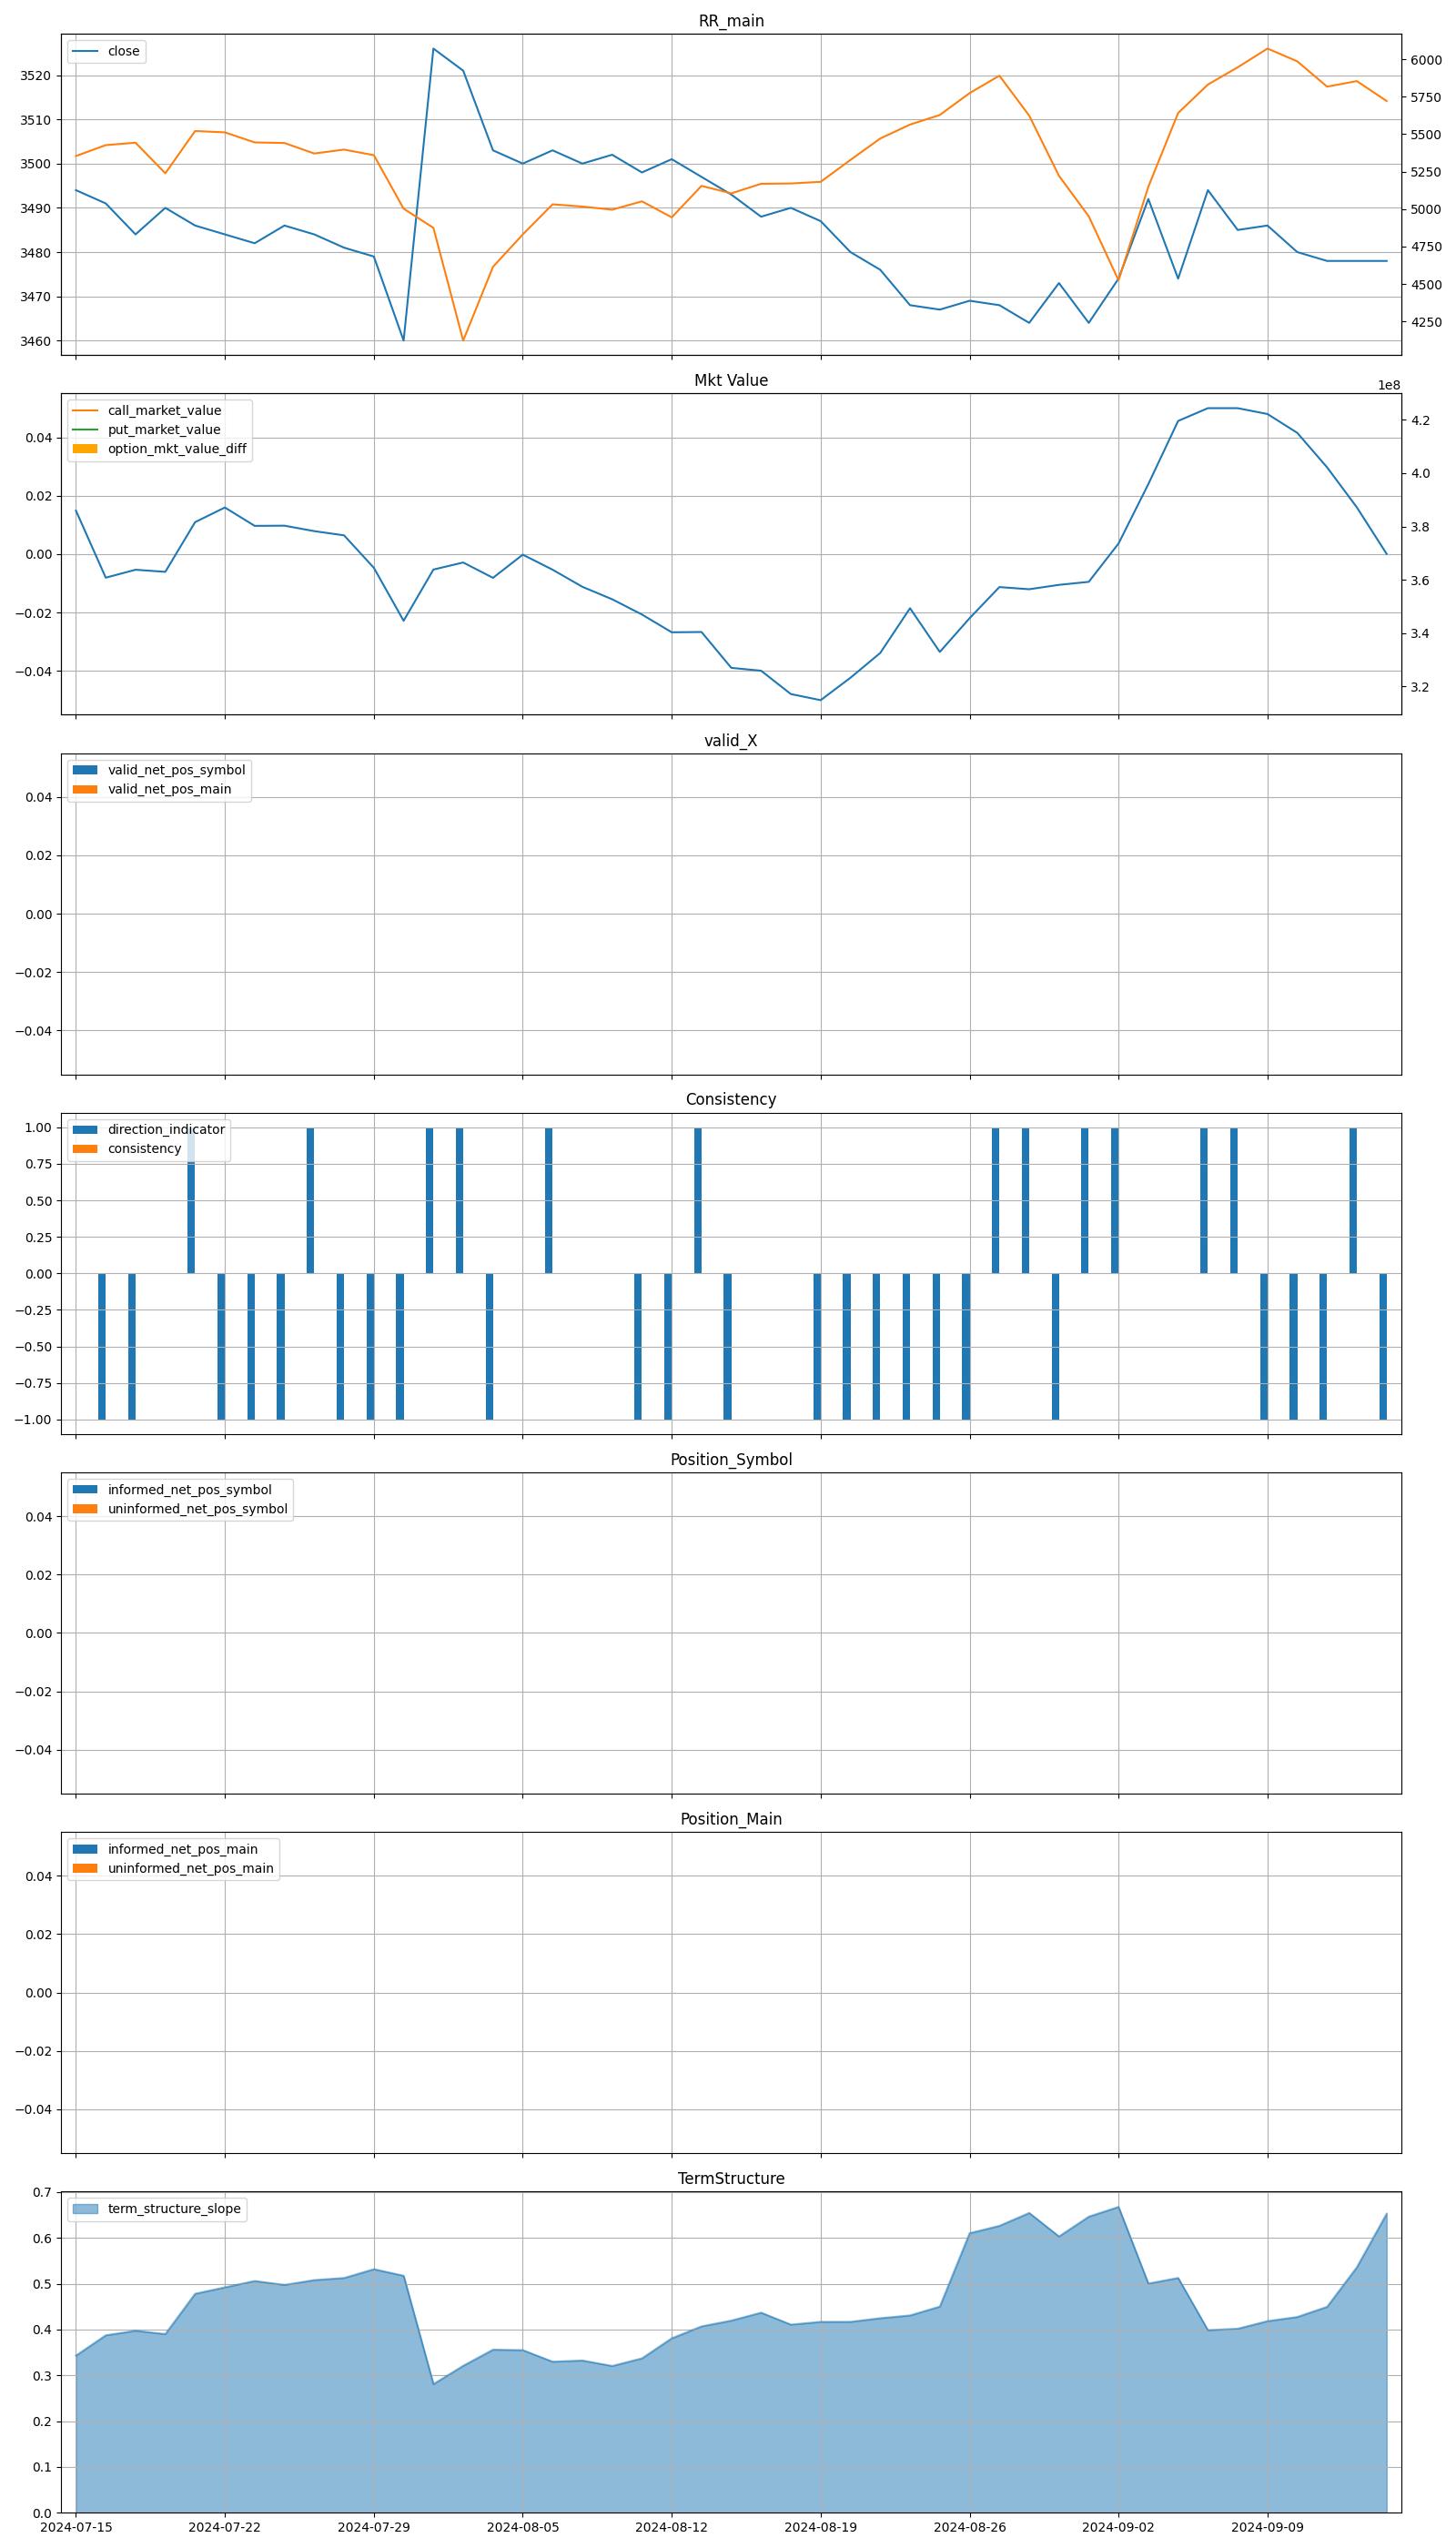 RR_main
close
3520
3510
3500
3490
3480
3470
3460
6000
5750
5500
5250
5000
4750
4500
4250
Mkt Value
1e8
call_market_value
put_market_value
option_mkt_value_diff
0.04
0.02
0.00
−0.02
−0.04
4.2
4.0
3.8
3.6
3.4
3.2
valid_X
valid_net_pos_symbol
valid_net_pos_main
0.04
0.02
0.00
−0.02
−0.04
Consistency
direction_indicator
consistency
1.00
0.75
0.50
0.25
0.00
−0.25
−0.50
−0.75
−1.00
Position_Symbol
informed_net_pos_symbol
uninformed_net_pos_symbol
0.04
0.02
0.00
−0.02
−0.04
Position_Main
informed_net_pos_main
uninformed_net_pos_main
0.04
0.02
0.00
−0.02
−0.04
TermStructure
term_structure_slope
0.7
0.6
0.5
0.4
0.3
0.2
0.1
0.0
2024-07-15 2024-07-22 2024-07-29 2024-08-05 2024-08-12 2024-08-19 2024-08-26 2024-09-02 2024-09-09